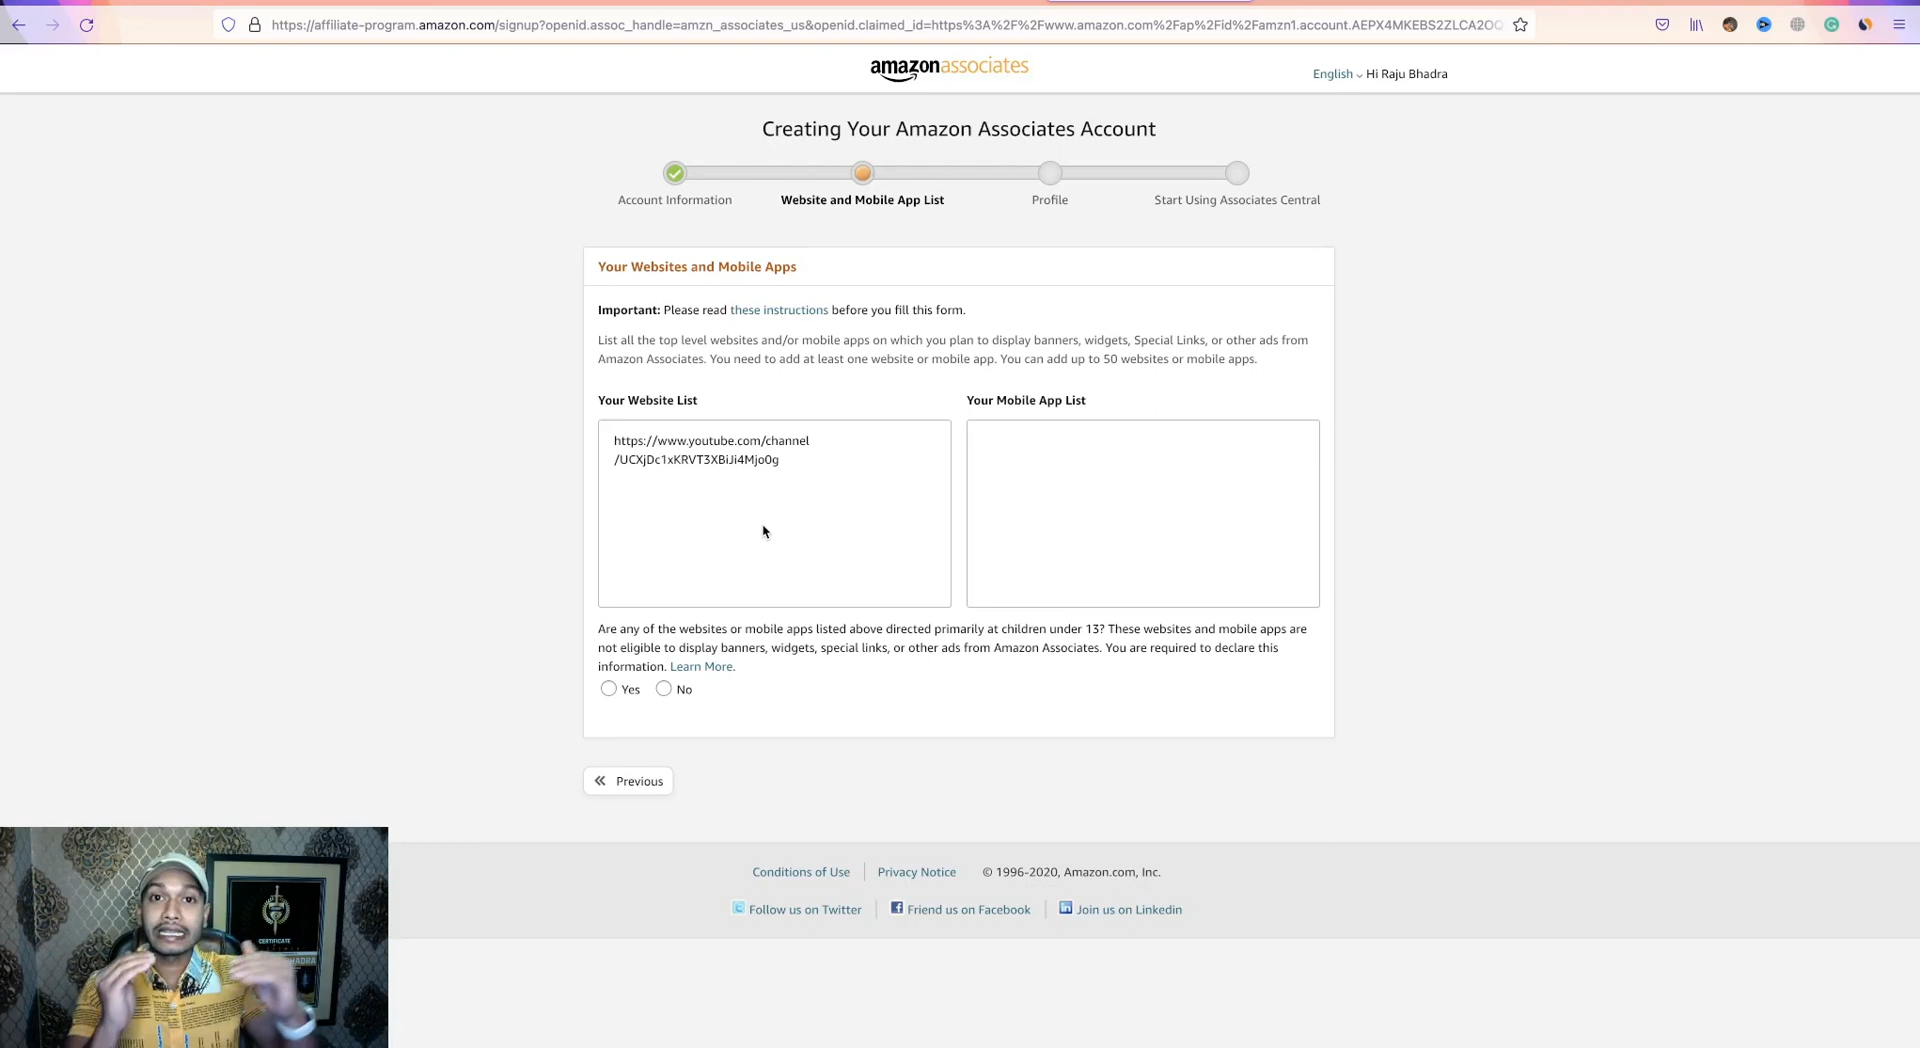 https://affiliate-program.amazon.com/signup?openid.assoc_handle=amzn_associates_us&openid.claimed_id=https%3A%2F%2Fwww.amazon.com%2Fap%2Fid%2Famzn1.account.AEPX4MKEBS2ZLCA2OQ
amazonassociates
English Hi Raju Bhadra
Creating Your Amazon Associates Account
Account Information Website and Mobile App List Profile Start Using Associates Central
Your Websites and Mobile Apps
Important: Please read these instructions before you fill this form.
List all the top level websites and/or mobile apps on which you plan to display banners, widgets, Special Links, or other ads from
Amazon Associates. You need to add at least one website or mobile app. You can add up to 50 websites or mobile apps.
Your Website List Your Mobile App List
https://www.youtube.com/channel
/UCXjDc1xKRVT3XBiJi4Mjo0g
Are any of the websites or mobile apps listed above directed primarily at children under 13? These websites and mobile apps are
not eligible to display banners, widgets, special links, or other ads from Amazon Associates. You are required to declare this
information. Learn More.
Yes No
« Previous
Conditions of Use Privacy Notice © 1996-2020, Amazon.com, Inc.
Follow us on Twitter Friend us on Facebook Join us on Linkedin
CERTIFICATE